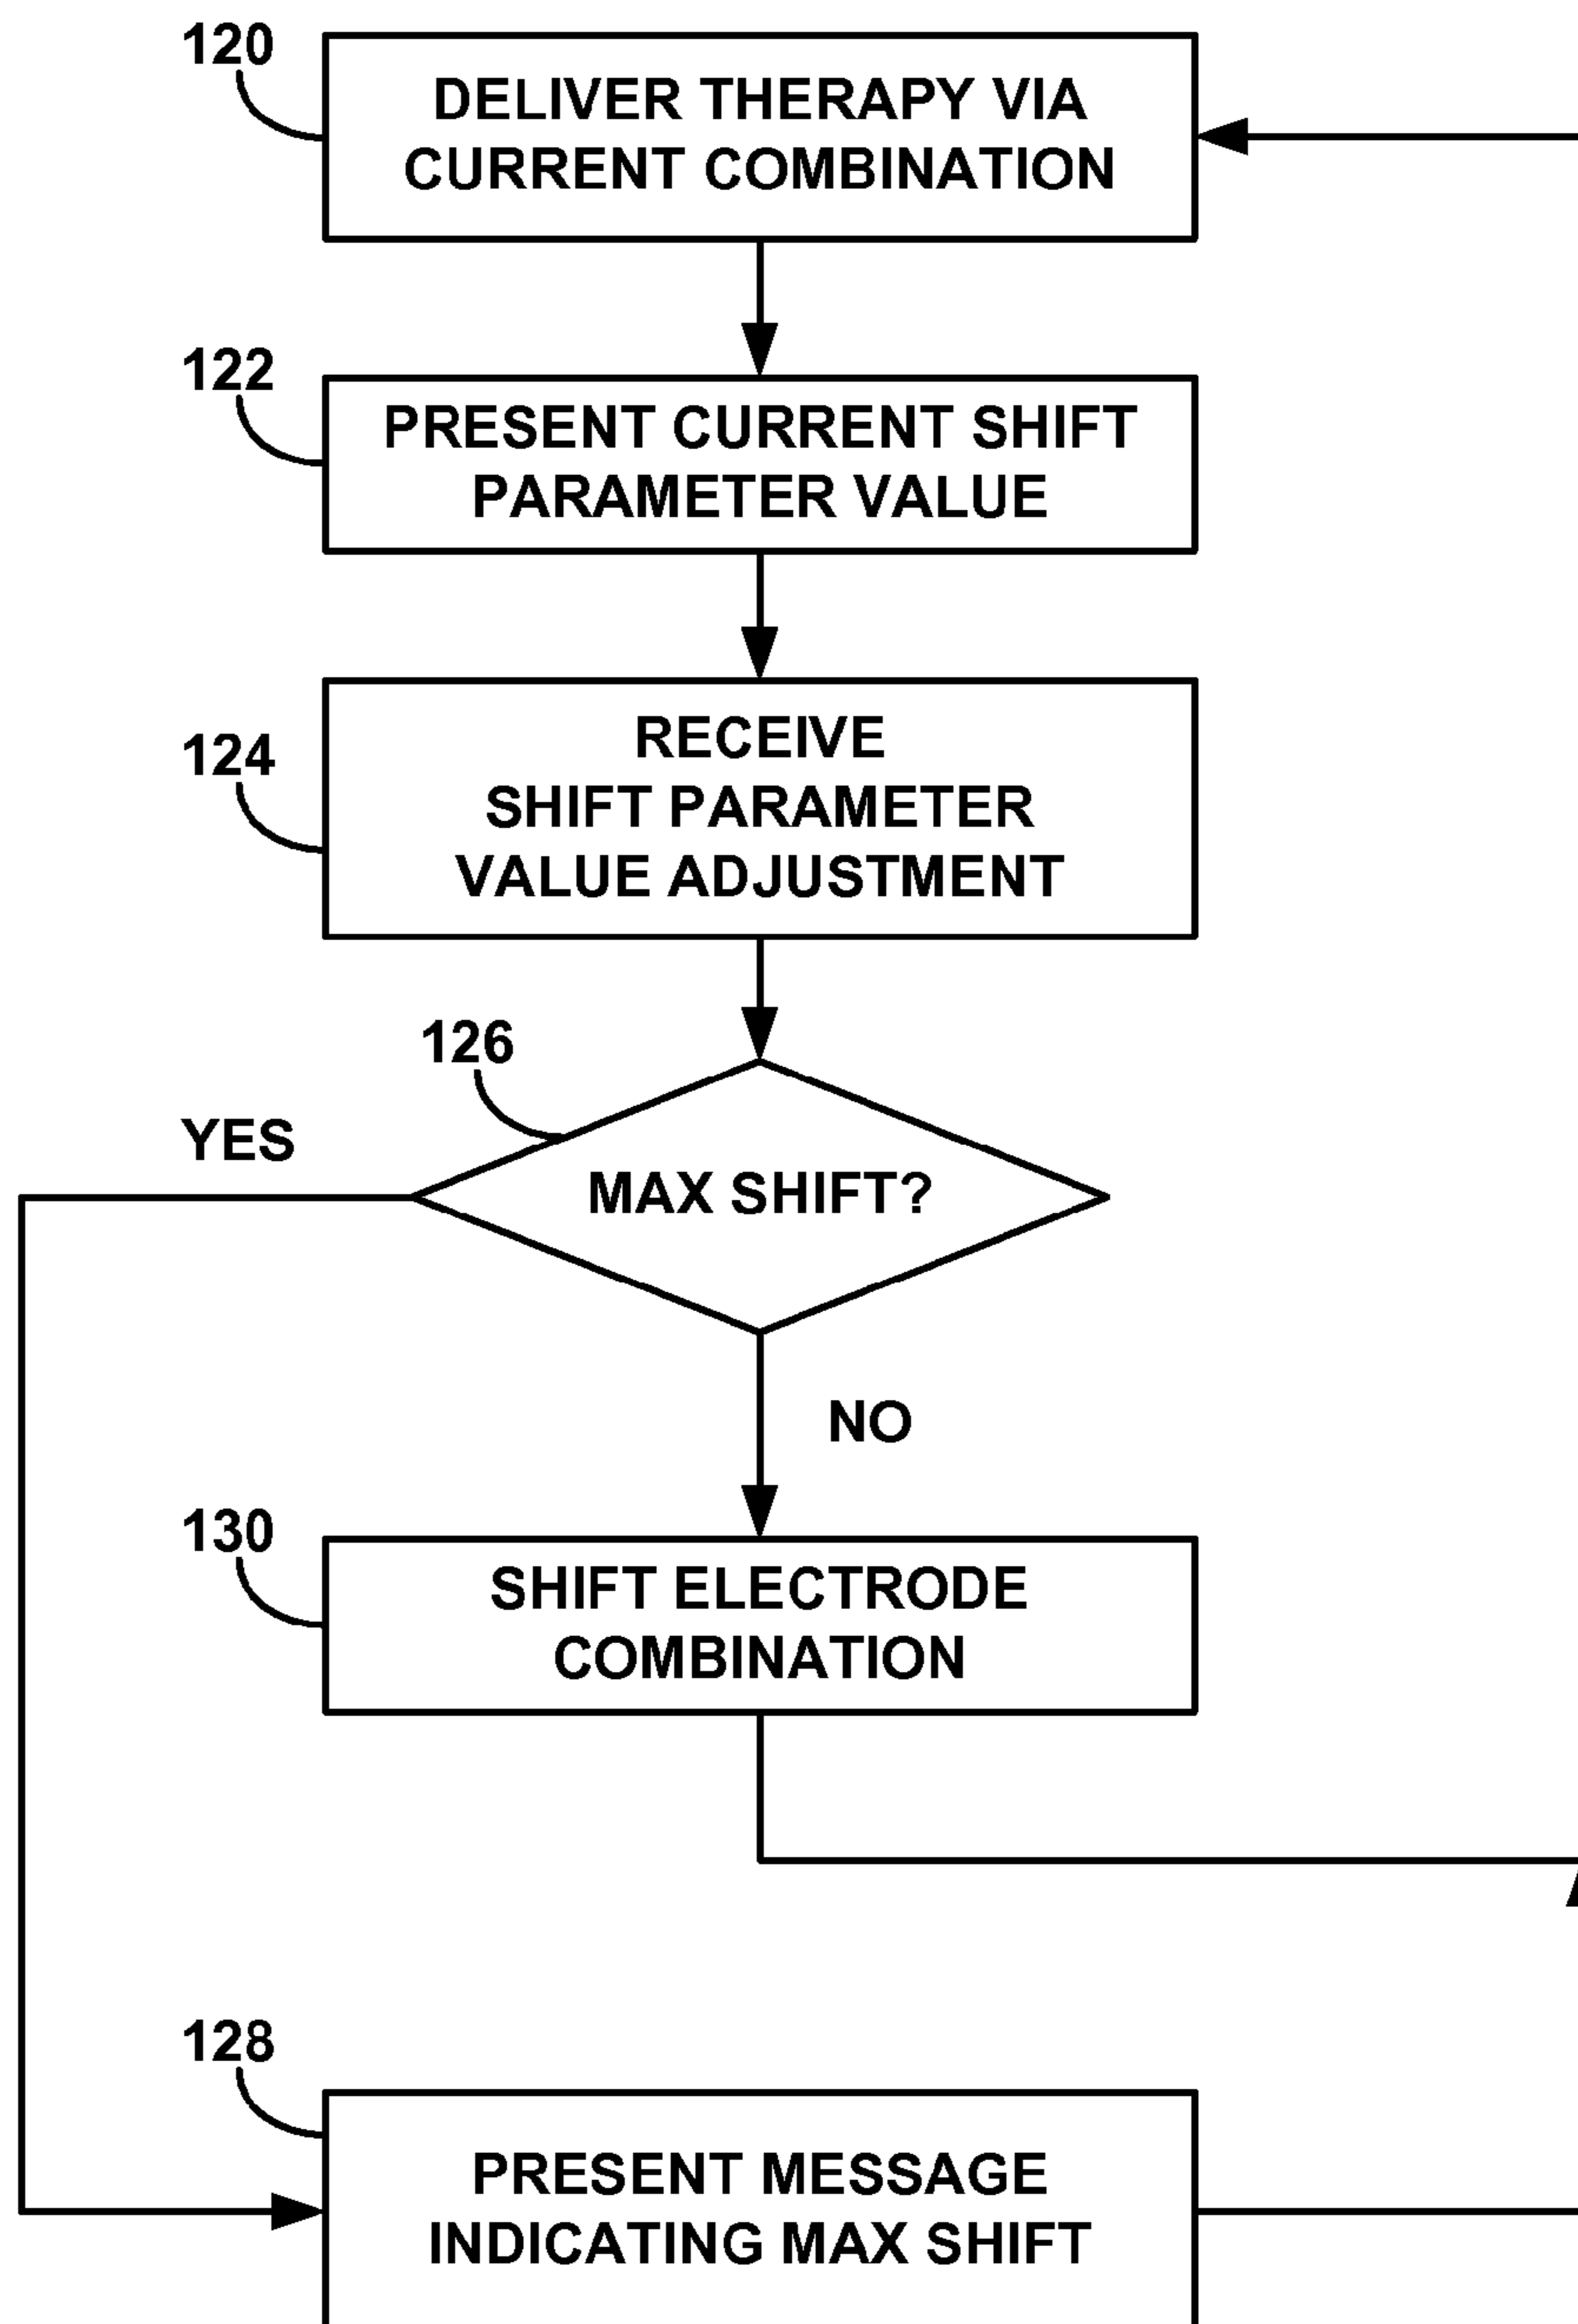 120
DELIVER THERAPY VIA
CURRENT COMBINATION
122
PRESENT CURRENT SHIFT
PARAMETER VALUE
124
RECEIVE
SHIFT PARAMETER
VALUE ADJUSTMENT
126
YES
MAX SHIFT?
NO
130
SHIFT ELECTRODE
COMBINATION
128
PRESENT MESSAGE
INDICATING MAX SHIFT